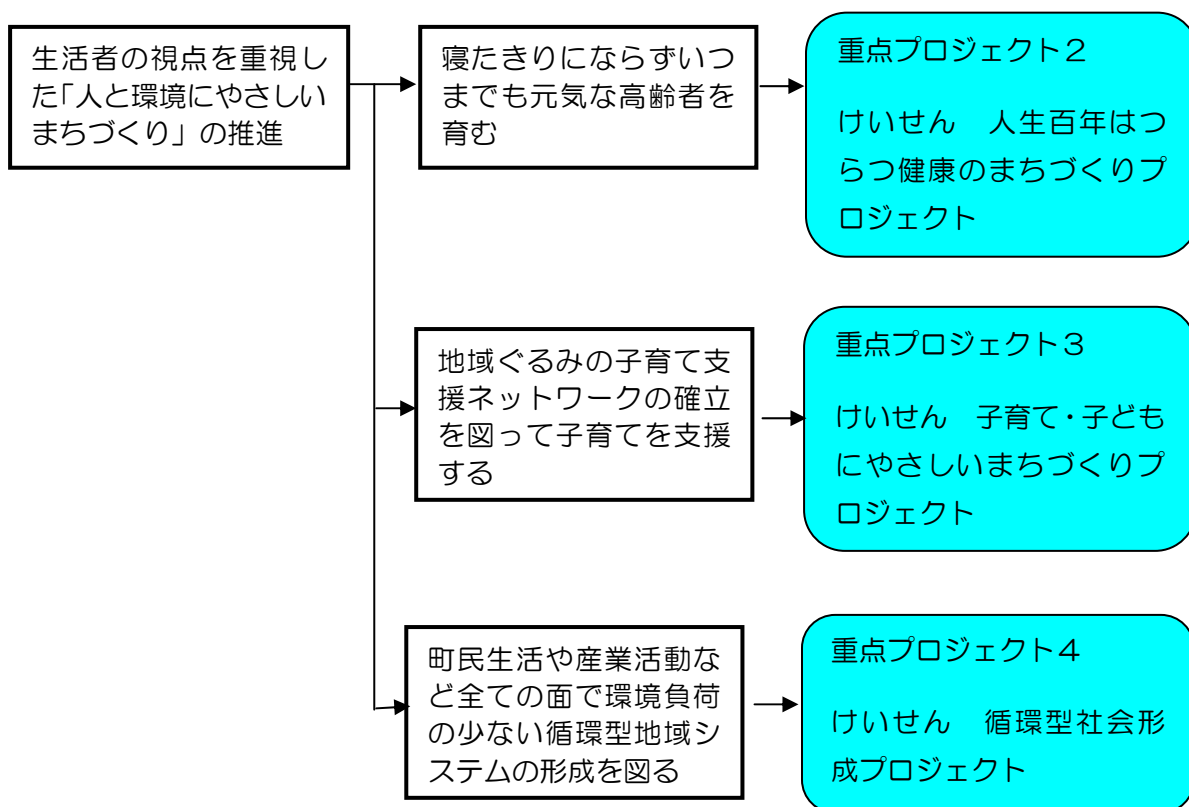 生活者の視点を重視し
た「人と環境にやさしい
まちづくり」の推進
寝たきりにならずいつ
までも元気な高齢者を
育む
重点プロジェクト２
けいせん　人生百年はつ
らつ健康のまちづくりプ
ロジェクト
地域ぐるみの子育て支
援ネットワークの確立
を図って子育てを支援
する
重点プロジェクト３
けいせん　子育て・子ども
にやさしいまちづくりプ
ロジェクト
町民生活や産業活動な
ど全ての面で環境負荷
の少ない循環型地域シ
ステムの形成を図る
重点プロジェクト４
けいせん　循環型社会形
成プロジェクト